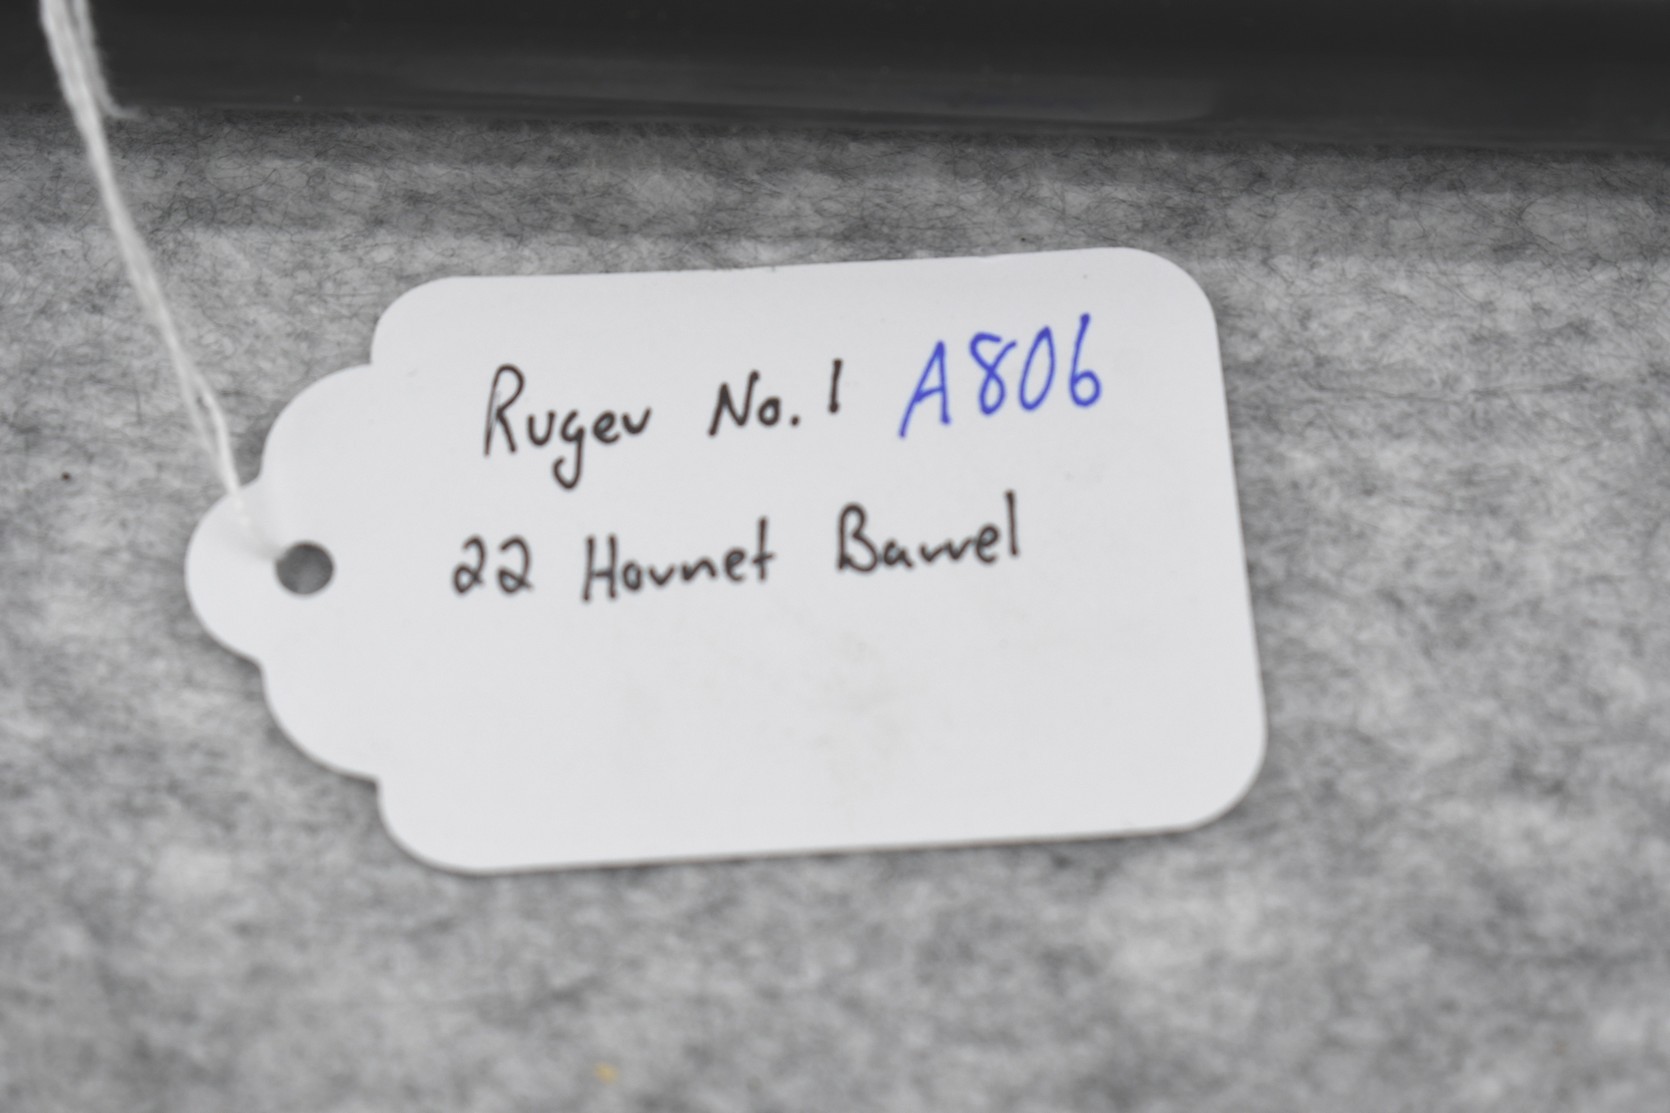 Ruger No. 1 A806
22 Hornet Barrel